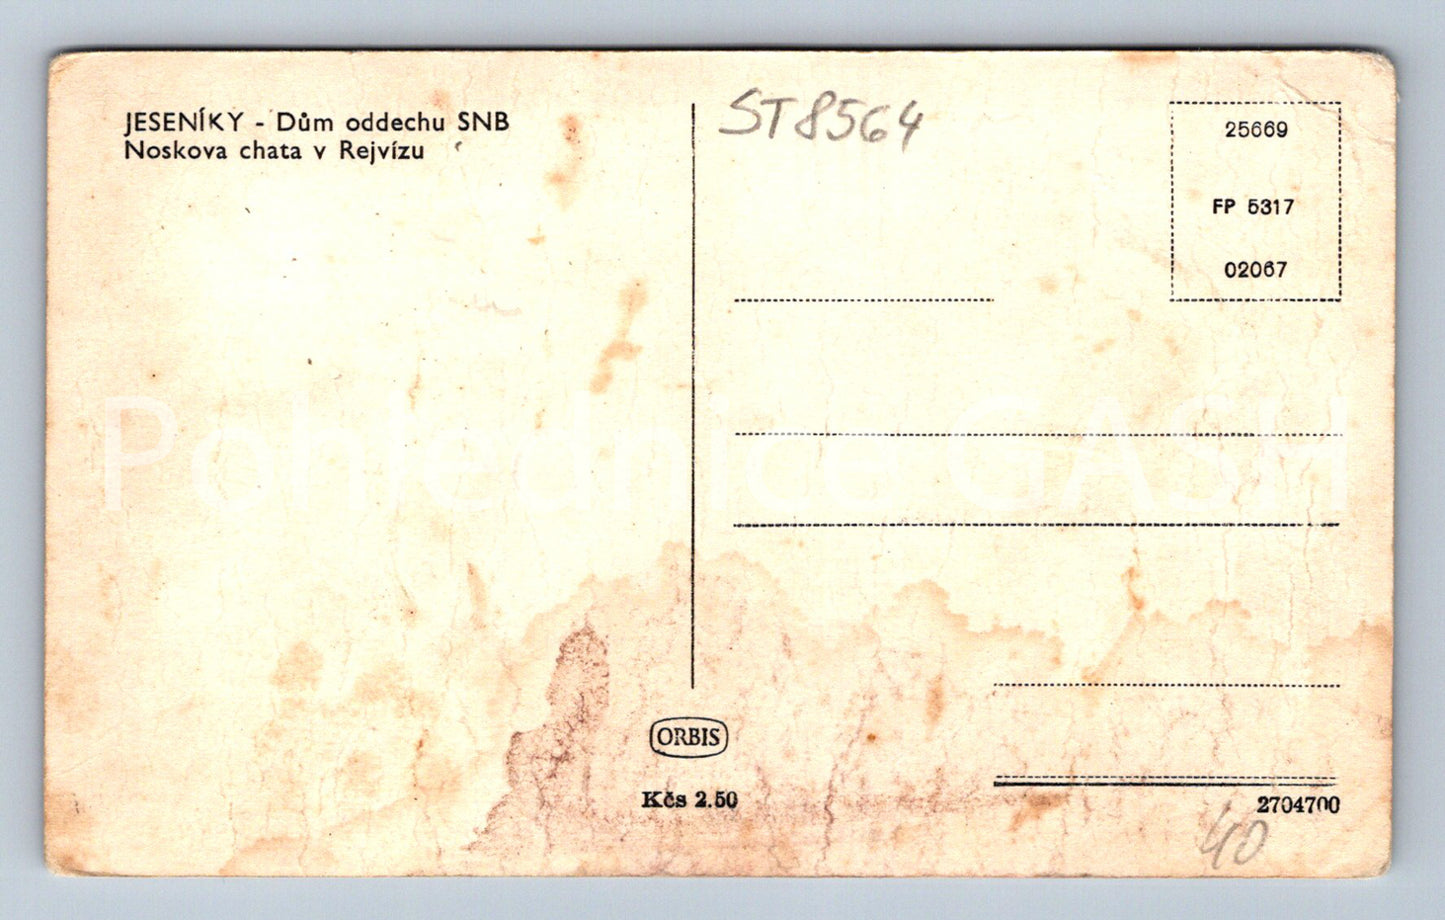 JESENÍKY - Dům oddechu SNB
Noskova chata v Rejvízu
ST8564
25669
FP 5317
02067
Pohlednice GASH
ORBIS
Kčs 2.50
2704700
40